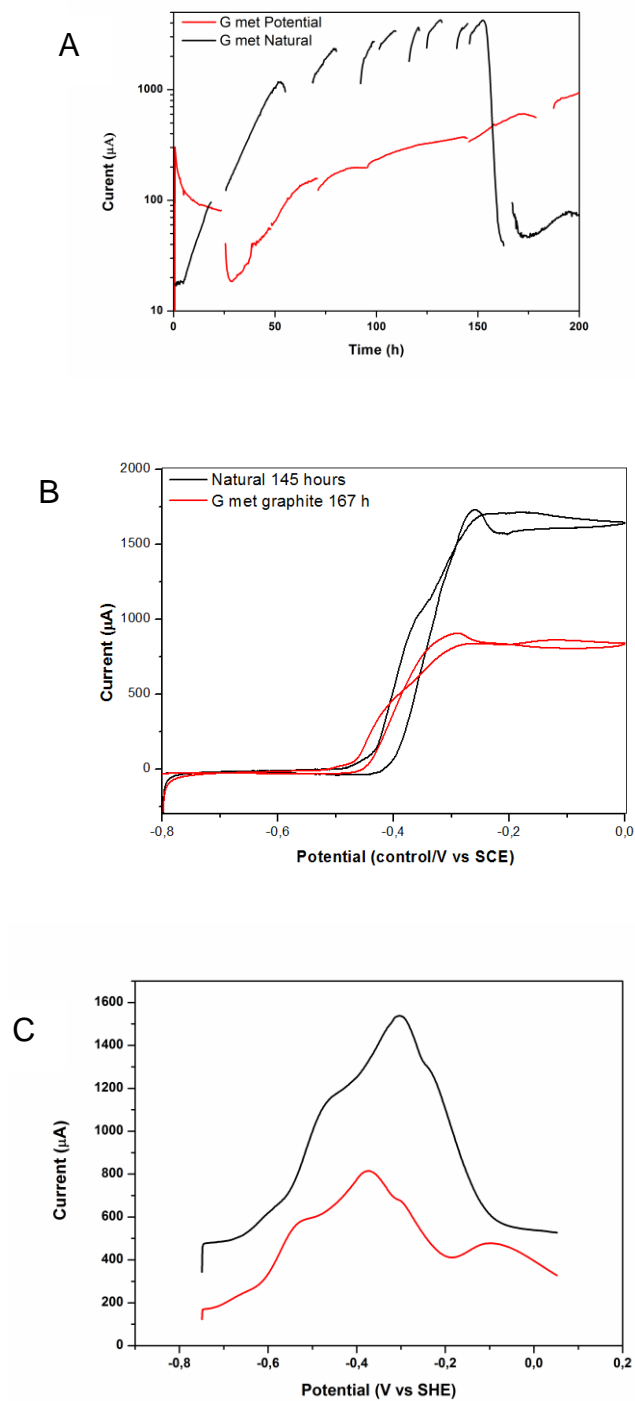 A
G met Potential
G met Natural
Curent (µA)
1000
100
10
0
50
100
150
200
Time (h)
B
Natural 145 hours
G met graphite 167 h
Current (µA)
2000
1500
1000
500
0
-0,8
-0,6
-0,4
-0,2
0,0
Potential (control/V vs SCE)
C
Current (µA)
1600
1400
1200
1000
800
600
400
200
0
-0,8
-0,6
-0,4
-0,2
0,0
0,2
Potential (V vs SHE)